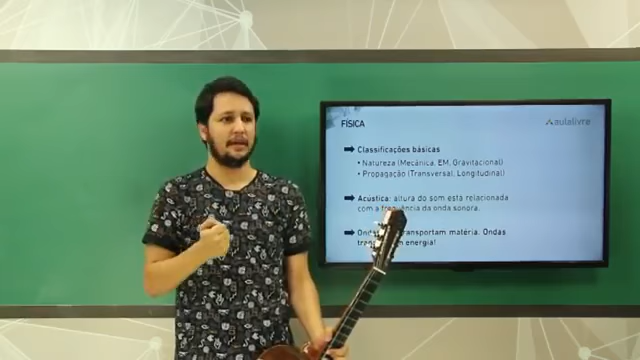 FÍSICA
aulalivre
Classificações básicas
• Natureza (Mecânica, EM, Gravitacional)
• Propagação (Transversal, Longitudinal)
Acústica: altura do som está relacionada
com a frequência da onda sonora.
transportam matéria. Ondas
energia!